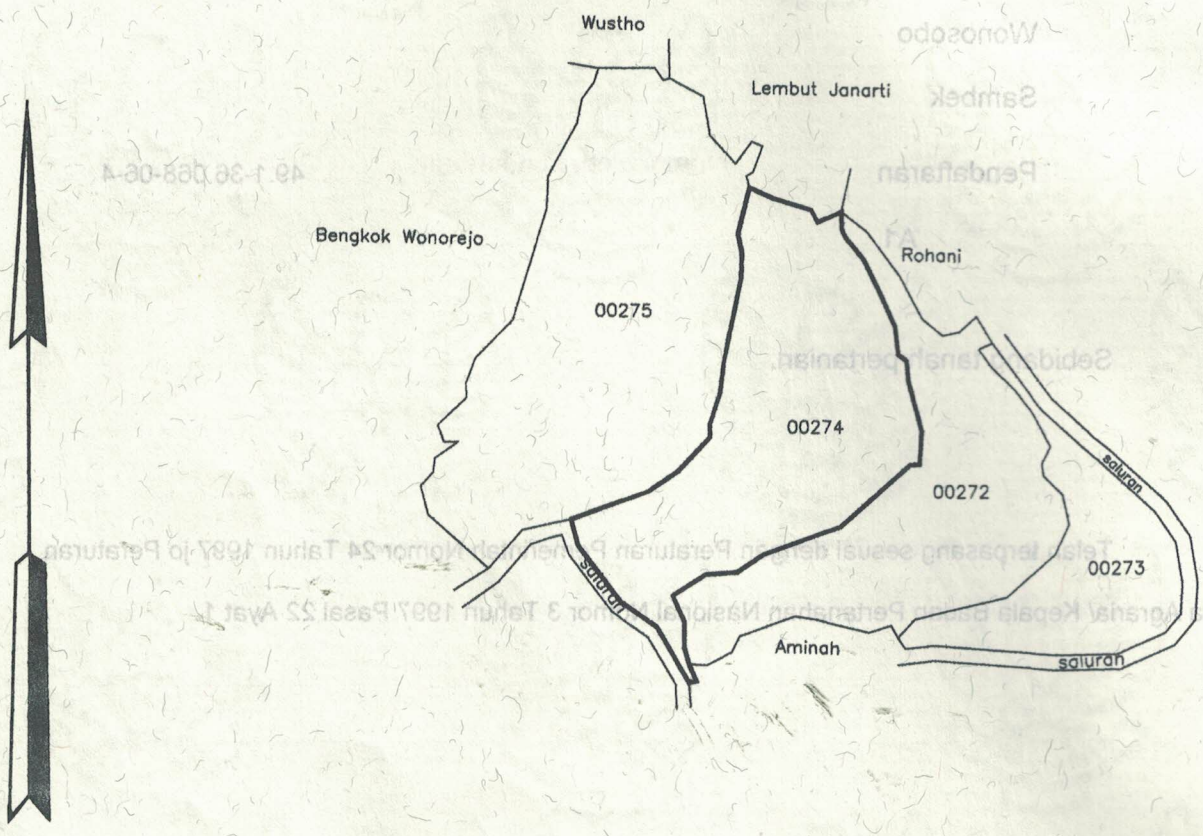 Wustho
Wonosobo
Lembut Janarti
Sambek
49.1-36.068-06-4
Pendaftaran
Bengkok Wonorejo
A1
Rohani
00275
Sebidang tanah pertanian.
00274
saluran
00272
Telah terpasang sesuai dengan Peraturan Pemerintah Nomor 24 Tahun 1997 jo Peraturan
00273
saluran
Agraria/ Kepala Badan Pertanahan Nasional Nomor 3 Tahun 1997 Pasal 22 Ayat 1
Aminah
saluran